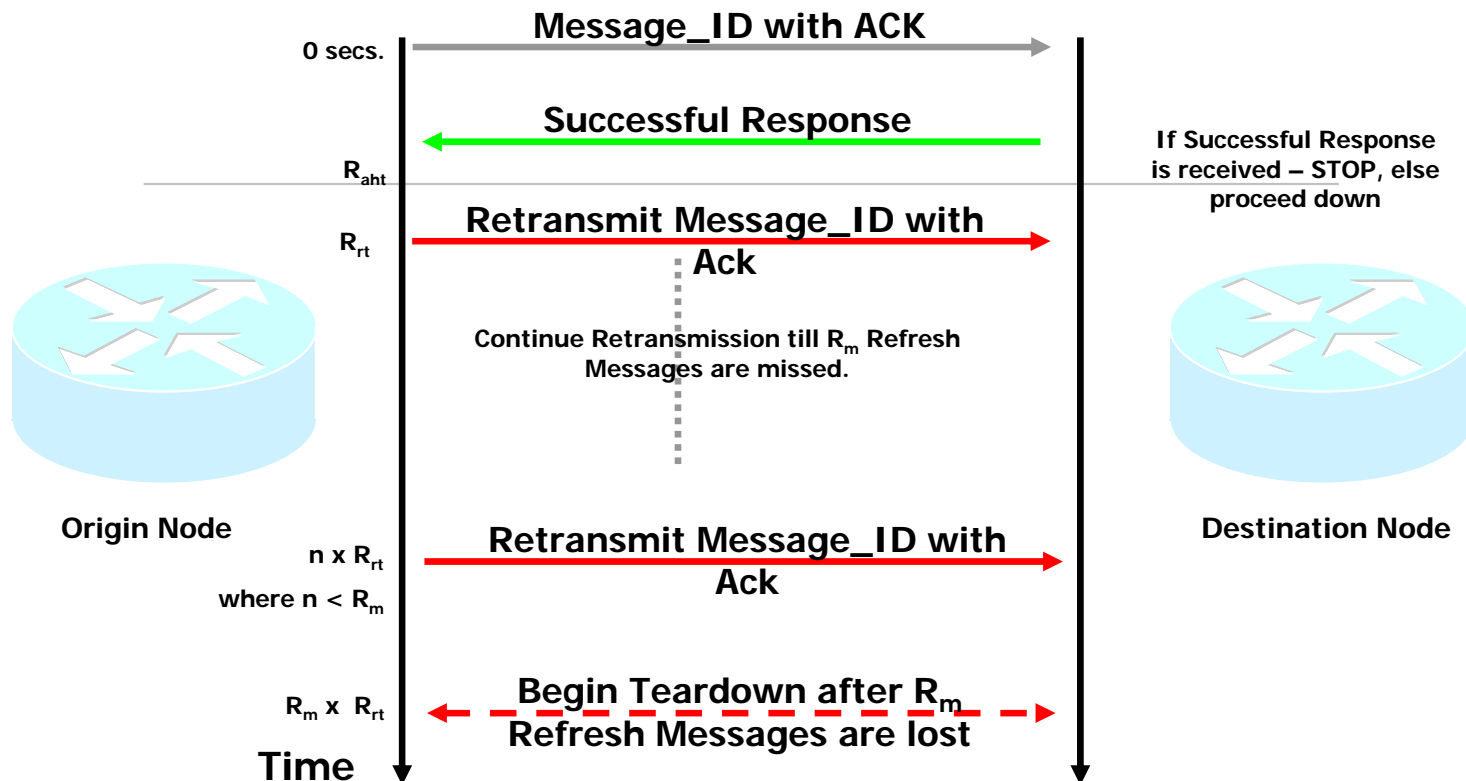 Message_ID with ACK
0 secs.
Successful Response
If Successful Response
is received – STOP, else
proceed down
Raht
Retransmit Message_ID with
Ack
Rrt
Continue Retransmission till Rm Refresh
Messages are missed.
Origin Node
Destination Node
Retransmit Message_ID with
Ack
n x Rrt
where n < Rm
Begin Teardown after Rm
Refresh Messages are lost
Rm x Rrt
Time